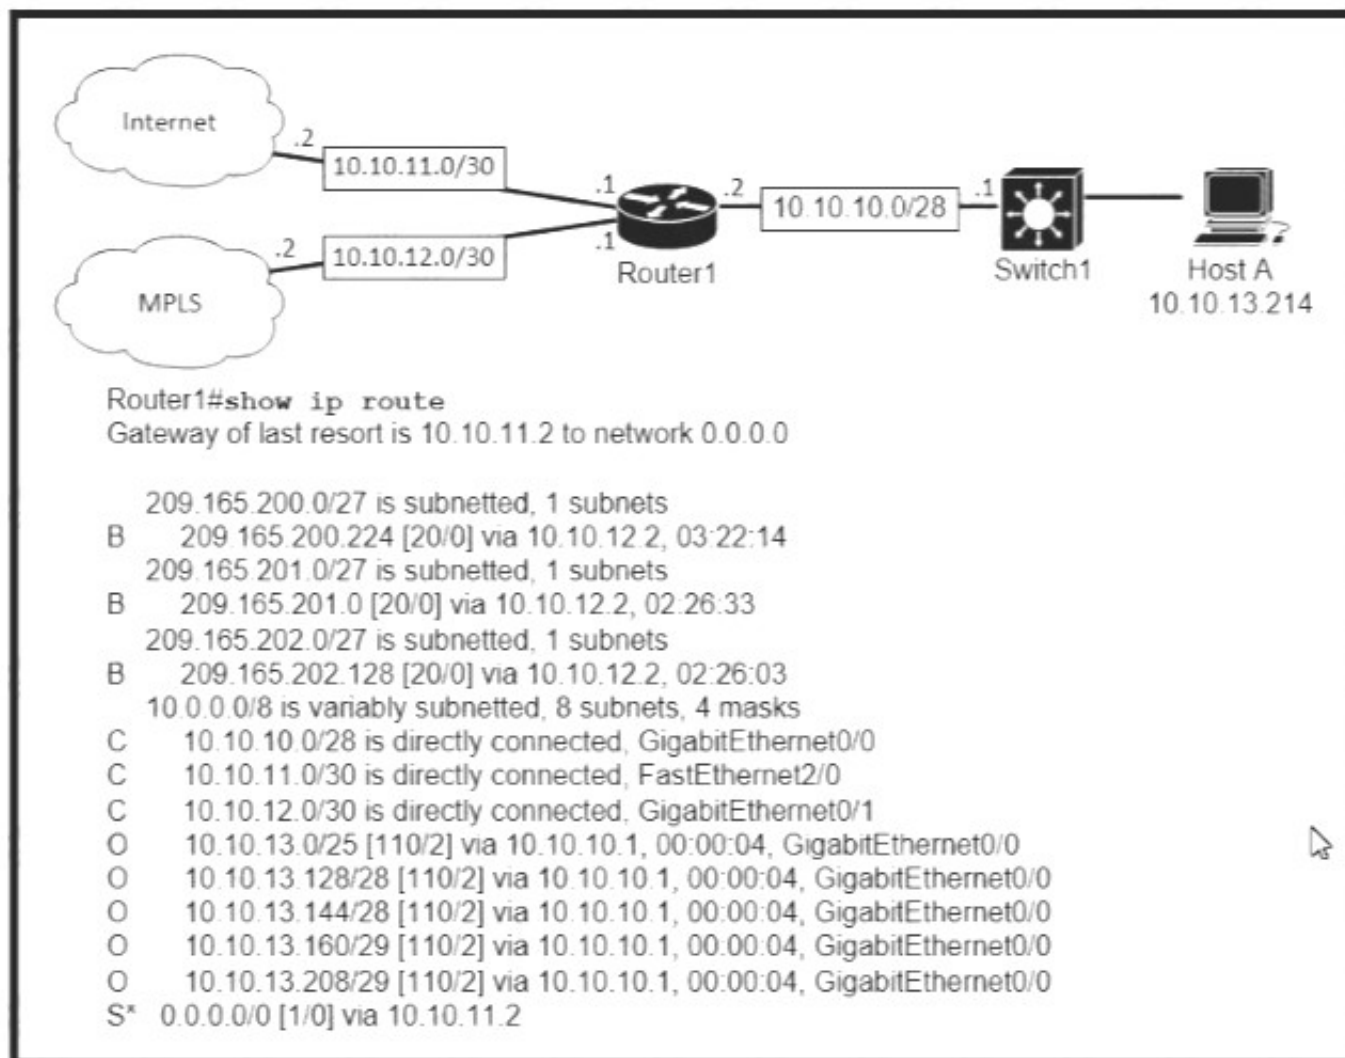 Internet
.2
10.10.11.0/30
.1
.2
10.10.10.0/28
.1
.2
10.10.12.0/30
.1
MPLS
Router1
Switch1
Host A
10.10.13.214
Router1#show ip route
Gateway of last resort is 10.10.11.2 to network 0.0.0.0
209.165.200.0/27 is subnetted, 1 subnets
B 209.165.200.224 [20/0] via 10.10.12.2, 03:22:14
209.165.201.0/27 is subnetted, 1 subnets
B 209.165.201.0 [20/0] via 10.10.12.2, 02:26:33
209.165.202.0/27 is subnetted, 1 subnets
B 209.165.202.128 [20/0] via 10.10.12.2, 02:26:03
10.0.0.0/8 is variably subnetted, 8 subnets, 4 masks
C 10.10.10.0/28 is directly connected, GigabitEthernet0/0
C 10.10.11.0/30 is directly connected, FastEthernet2/0
C 10.10.12.0/30 is directly connected, GigabitEthernet0/1
O 10.10.13.0/25 [110/2] via 10.10.10.1, 00:00:04, GigabitEthernet0/0
O 10.10.13.128/28 [110/2] via 10.10.10.1, 00:00:04, GigabitEthernet0/0
O 10.10.13.144/28 [110/2] via 10.10.10.1, 00:00:04, GigabitEthernet0/0
O 10.10.13.160/29 [110/2] via 10.10.10.1, 00:00:04, GigabitEthernet0/0
O 10.10.13.208/29 [110/2] via 10.10.10.1, 00:00:04, GigabitEthernet0/0
S* 0.0.0.0/0 [1/0] via 10.10.11.2